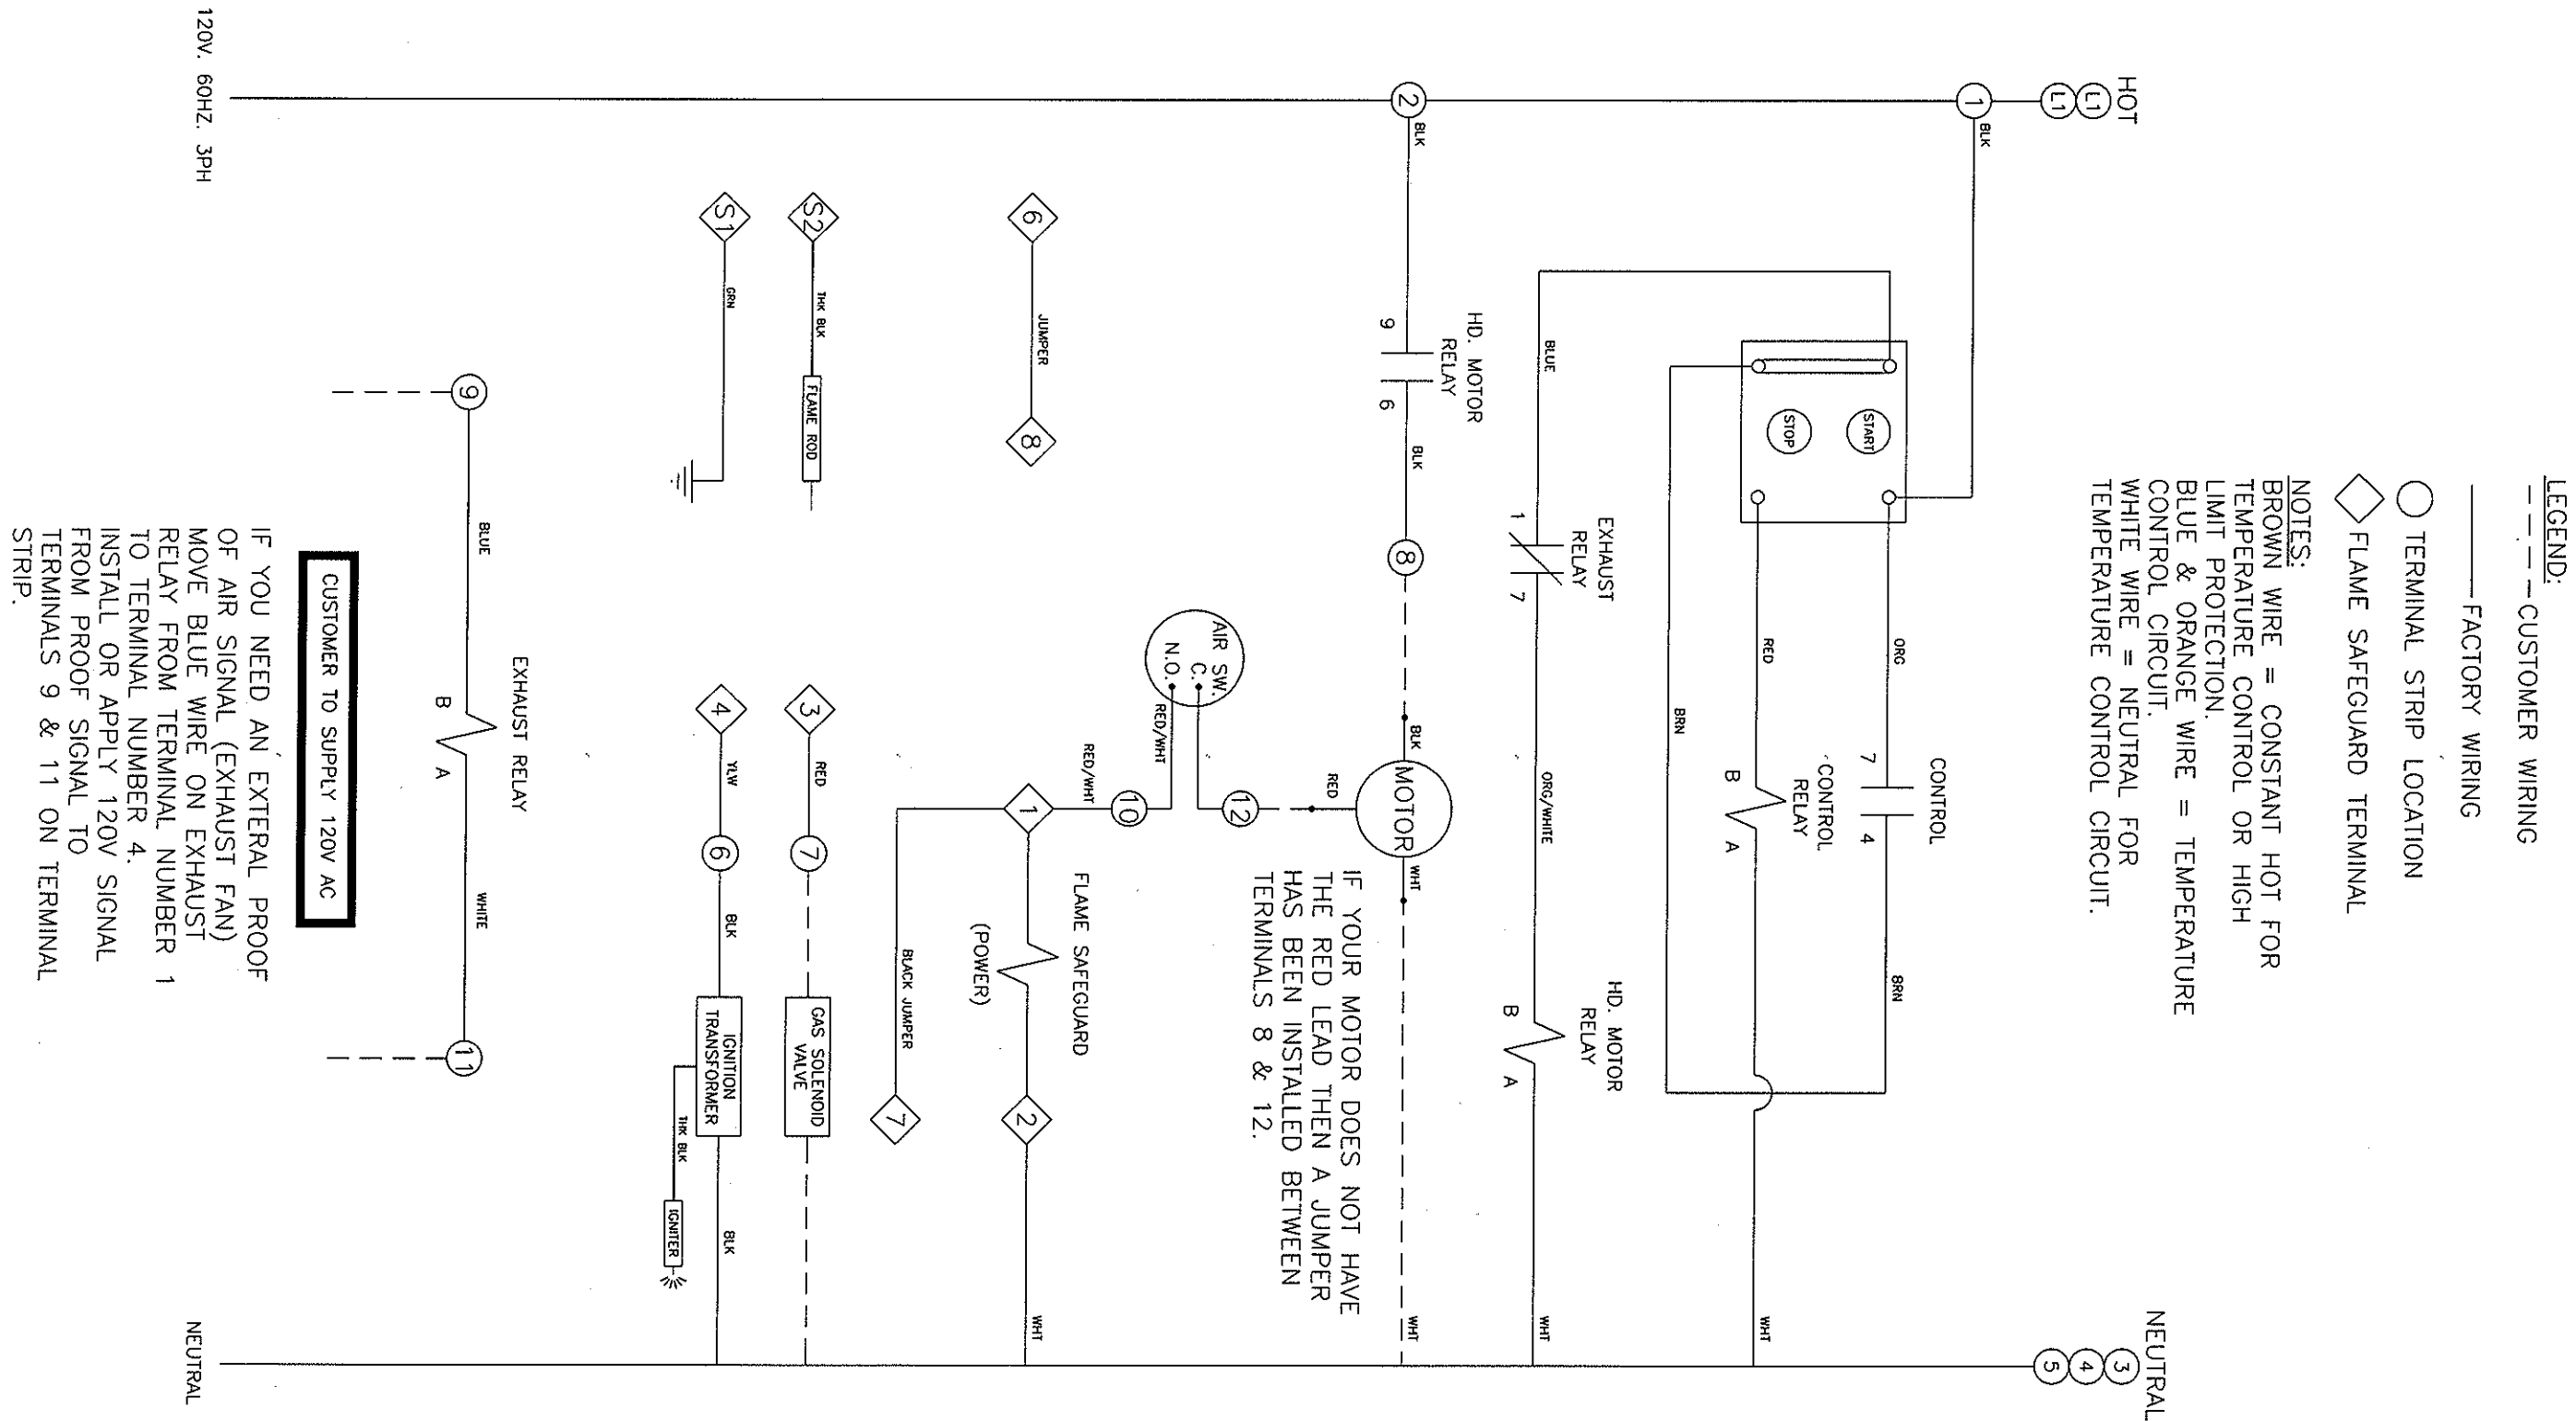 LEGEND:
CUSTOMER WIRING
FACTORY WIRING
TERMINAL STRIP LOCATION
FLAME SAFEGUARD TERMINAL
NOTES:
BROWN WIRE = CONSTANT HOT FOR
TEMPERATURE CONTROL OR HIGH
LIMIT PROTECTION.
BLUE & ORANGE WIRE = TEMPERATURE
CONTROL CIRCUIT.
WHITE WIRE = NEUTRAL FOR
TEMPERATURE CONTROL CIRCUIT.
HOT
L1
L1
NEUTRAL
3
4
5
1
BLK
START
STOP
ORG
CONTROL
7
4
BRN
RED
CONTROL
RELAY
B
A
WHT
BRN
BLUE
EXHAUST
RELAY
1
7
ORG/WHITE
HD. MOTOR
RELAY
B
A
WHT
2
BLK
HD. MOTOR
RELAY
9
6
BLK
8
BLK
MOTOR
WHT
WHT
RED
IF YOUR MOTOR DOES NOT HAVE
THE RED LEAD THEN A JUMPER
HAS BEEN INSTALLED BETWEEN
TERMINALS 8 & 12.
AIR SW.
C.
N.O.
12
RED/WHT
10
RED/WHT
6
JUMPER
8
1
FLAME SAFEGUARD
(POWER)
2
WHT
BLACK JUMPER
7
S2
THK BLK
FLAME ROD
3
RED
7
GAS SOLENOID
VALVE
S1
GRN
4
YLW
6
BLK
IGNITION
TRANSFORMER
BLK
THK BLK
IGNITER
EXHAUST RELAY
9
BLUE
B
A
WHITE
11
CUSTOMER TO SUPPLY 120V AC
IF YOU NEED AN EXTERAL PROOF
OF AIR SIGNAL (EXHAUST FAN)
MOVE BLUE WIRE ON EXHAUST
RELAY FROM TERMINAL NUMBER 1
TO TERMINAL NUMBER 4.
INSTALL OR APPLY 120V SIGNAL
FROM PROOF SIGNAL TO
TERMINALS 9 & 11 ON TERMINAL
STRIP.
120V. 60HZ. 3PH
NEUTRAL